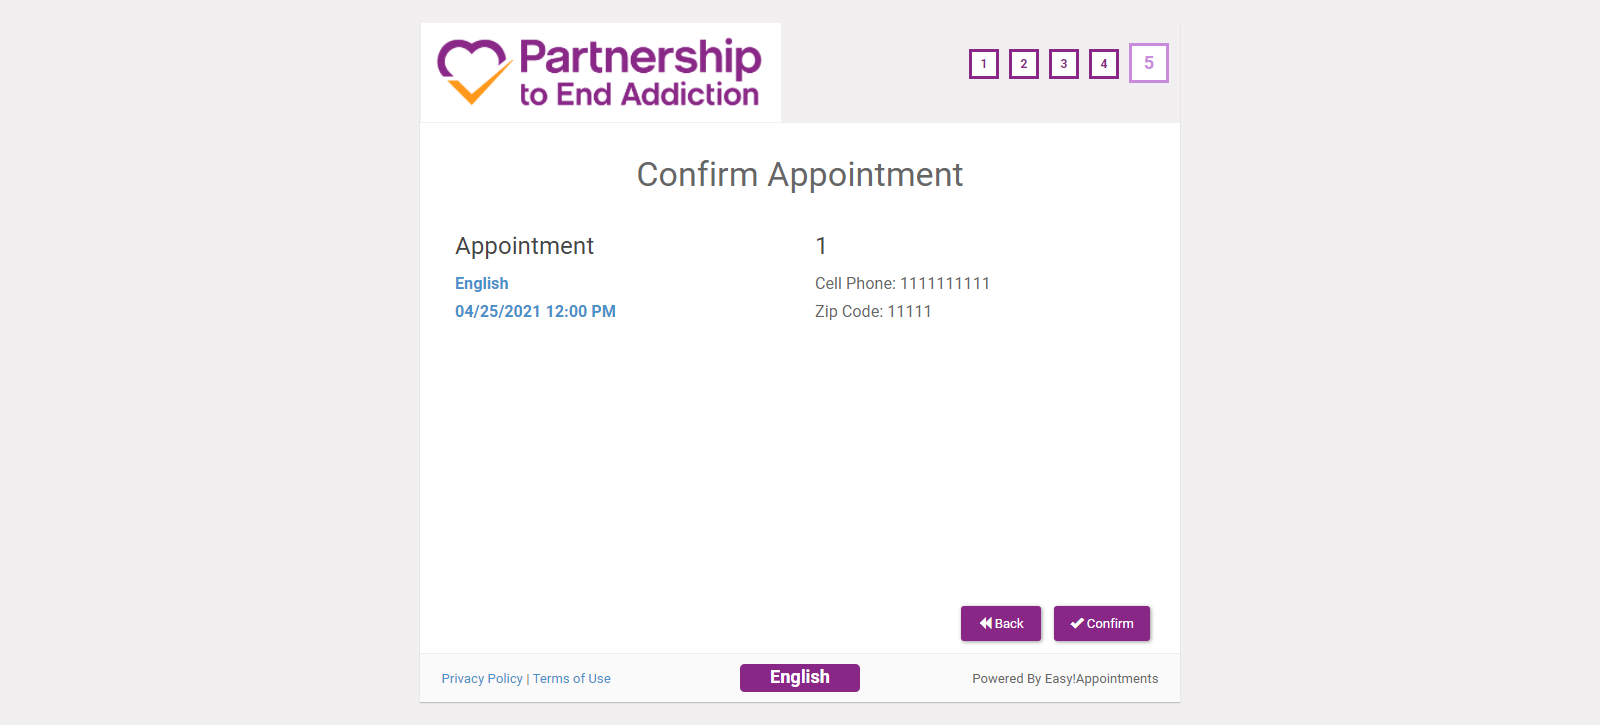 Partnership
to End Addiction
1 2 3 4 5
Confirm Appointment
Appointment
English
04/25/2021 12:00 PM
1
Cell Phone: 1111111111
Zip Code: 11111
Back Confirm
Privacy Policy | Terms of Use
English
Powered By Easy!Appointments